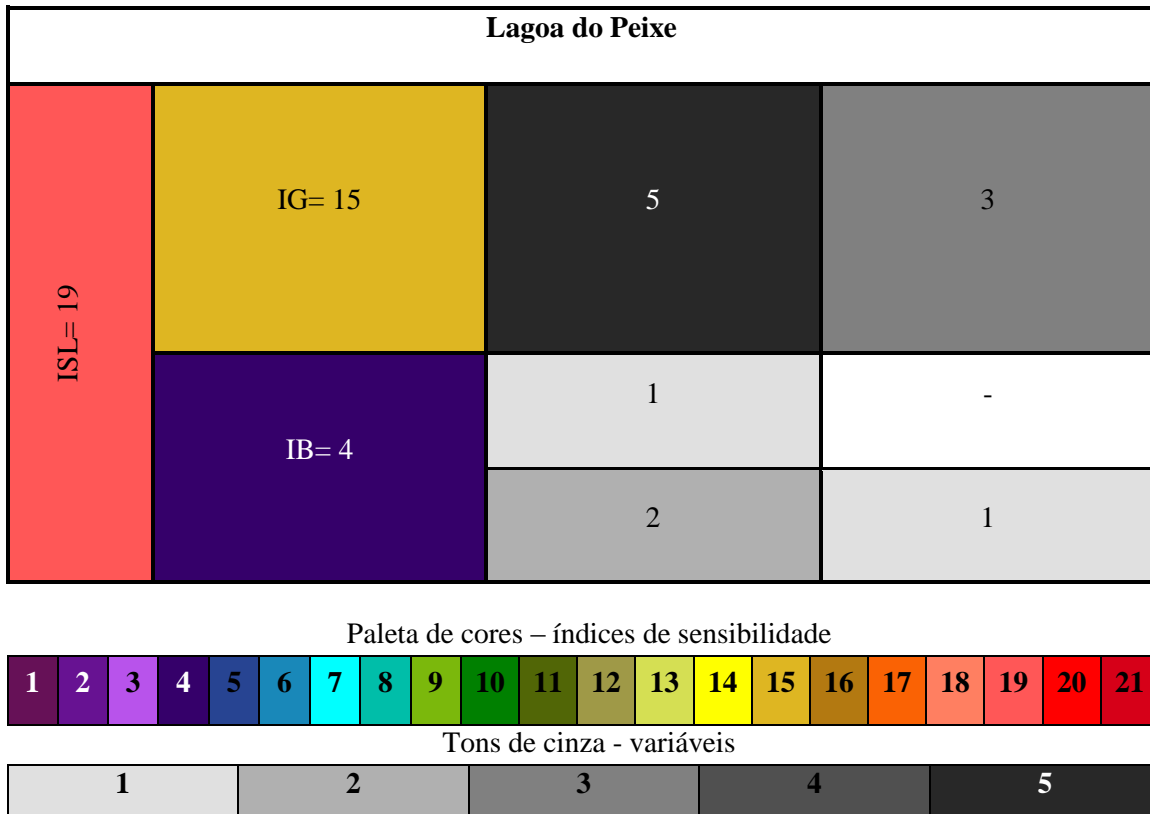 Lagoa do Peixe
ISL= 19
IG= 15
5
3
IB= 4
1
-
2
1
Paleta de cores – índices de sensibilidade
1 2 3 4 5 6 7 8 9 10 11 12 13 14 15 16 17 18 19 20 21
Tons de cinza - variáveis
1 2 3 4 5